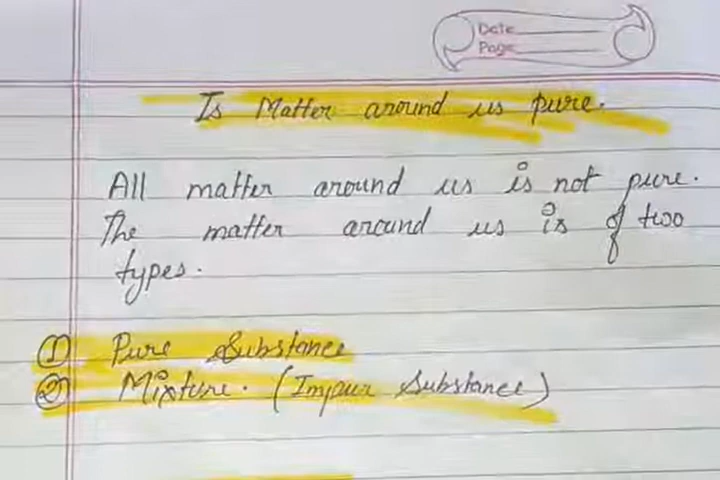 Date
Page
Is Matter around us pure.
All matter around us is not pure.
The matter around us is of two
types.
① Pure Substance
② Mixture. (Impur Substance)